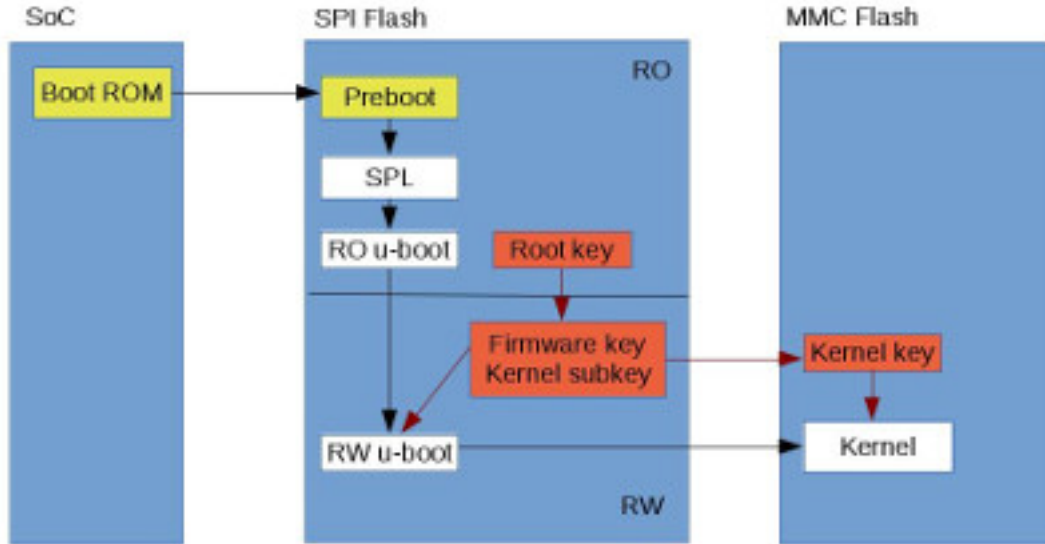 SoC
SPI Flash
MMC Flash
RO
Boot ROM
Preboot
SPL
RO u-boot
Root key
Firmware key
Kernel subkey
Kernel key
RW u-boot
Kernel
RW